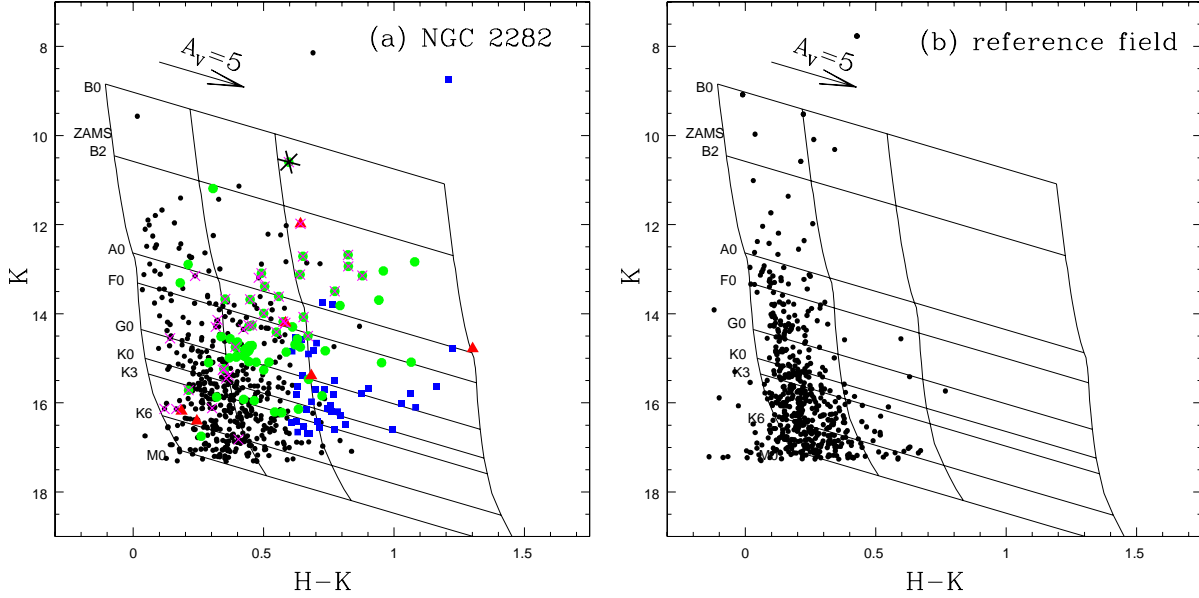 (a) NGC 2282
A_v=5
8
10
12
14
16
18
K
B0
ZAMS
B2
A0
F0
G0
K0
K3
K6
M0
0
0.5
1
1.5
H−K
(b) reference field
A_v=5
8
10
12
14
16
18
K
B0
ZAMS
B2
A0
F0
G0
K0
K3
K6
M0
0
0.5
1
1.5
H−K